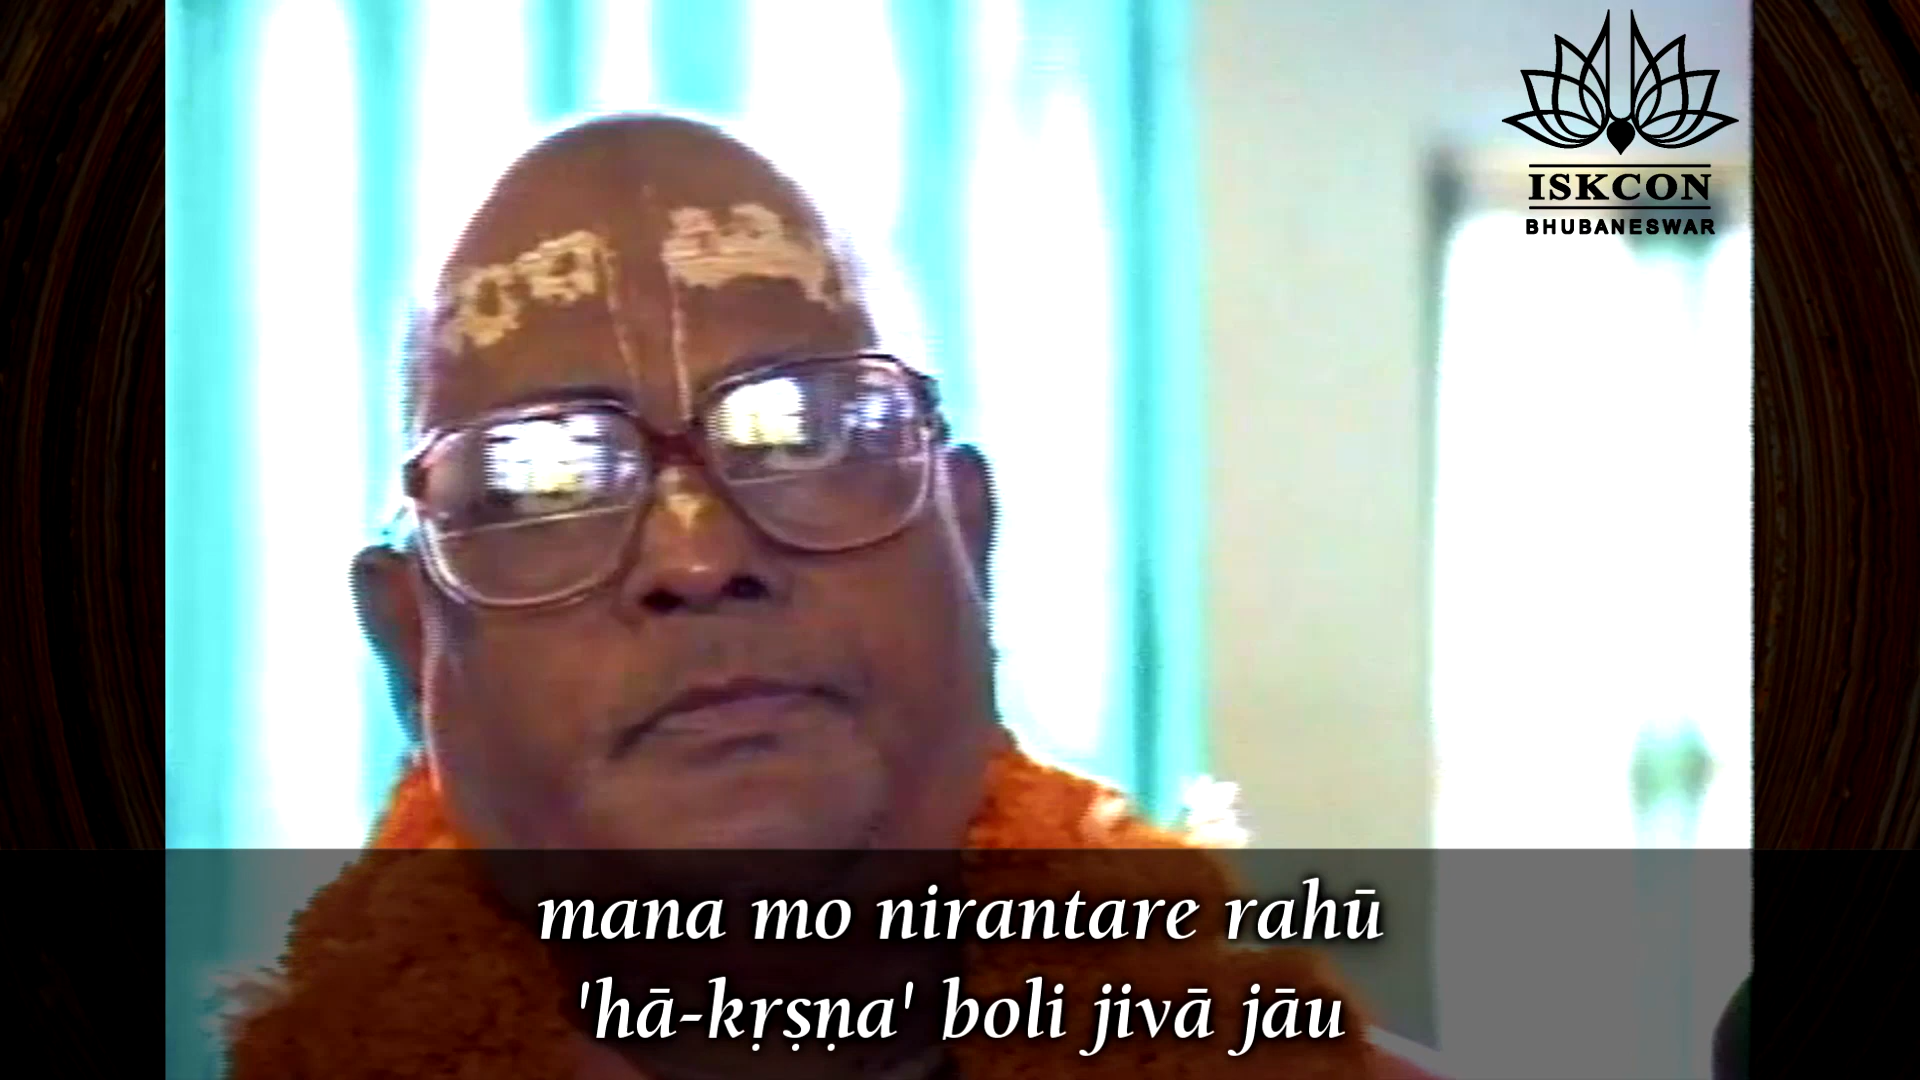 ISKCON
BHUBANESWAR
mana mo nirantare rahū
'hā-kṛṣṇa' boli jivā jāu